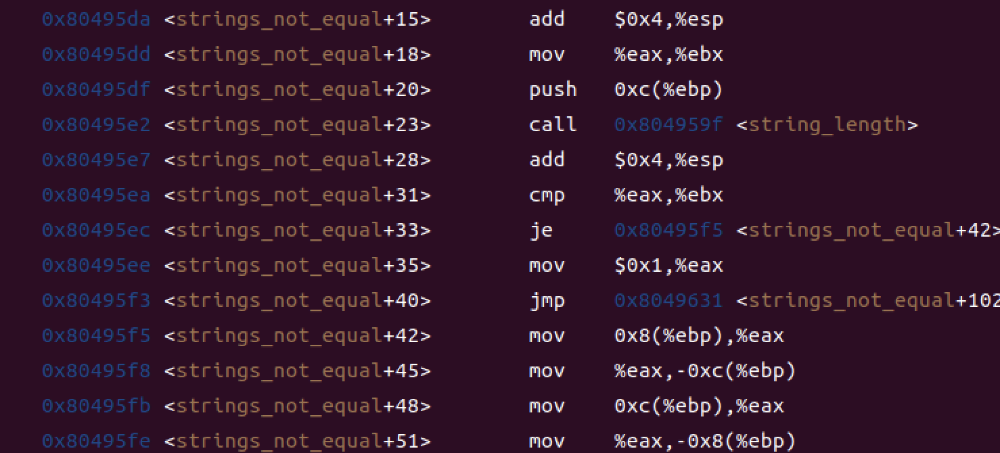 0x80495da <strings_not_equal+15> add $0x4,%esp
0x80495dd <strings_not_equal+18> mov %eax,%ebx
0x80495df <strings_not_equal+20> push 0xc(%ebp)
0x80495e2 <strings_not_equal+23> call 0x804959f <string_length>
0x80495e7 <strings_not_equal+28> add $0x4,%esp
0x80495ea <strings_not_equal+31> cmp %eax,%ebx
0x80495ec <strings_not_equal+33> je 0x80495f5 <strings_not_equal+42>
0x80495ee <strings_not_equal+35> mov $0x1,%eax
0x80495f3 <strings_not_equal+40> jmp 0x8049631 <strings_not_equal+102
0x80495f5 <strings_not_equal+42> mov 0x8(%ebp),%eax
0x80495f8 <strings_not_equal+45> mov %eax,-0xc(%ebp)
0x80495fb <strings_not_equal+48> mov 0xc(%ebp),%eax
0x80495fe <strings_not_equal+51> mov %eax,-0x8(%ebp)